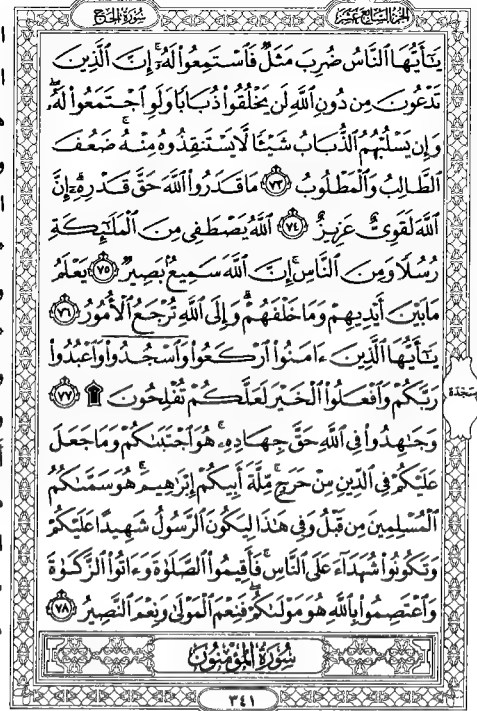 الجزء السابع عشر
سورة الحج
يَٰٓأَيُّهَا ٱلنَّاسُ ضُرِبَ مَثَلٌ فَٱسْتَمِعُوا۟ لَهُۥٓ ۚ إِنَّ ٱلَّذِينَ
تَدْعُونَ مِن دُونِ ٱللَّهِ لَن يَخْلُقُوا۟ ذُبَابًا وَلَوِ ٱجْتَمَعُوا۟ لَهُۥ ۖ
وَإِن يَسْلُبْهُمُ ٱلذُّبَابُ شَيْـًٔا لَّا يَسْتَنقِذُوهُ مِنْهُ ۚ ضَعُفَ
ٱلطَّالِبُ وَٱلْمَطْلُوبُ ٧٣ مَا قَدَرُوا۟ ٱللَّهَ حَقَّ قَدْرِهِۦٓ ۗ إِنَّ
ٱللَّهَ لَقَوِىٌّ عَزِيزٌ ٧٤ ٱللَّهُ يَصْطَفِى مِنَ ٱلْمَلَٰٓئِكَةِ
رُسُلًا وَمِنَ ٱلنَّاسِ ۚ إِنَّ ٱللَّهَ سَمِيعٌۢ بَصِيرٌ ٧٥ يَعْلَمُ
مَا بَيْنَ أَيْدِيهِمْ وَمَا خَلْفَهُمْ ۗ وَإِلَى ٱللَّهِ تُرْجَعُ ٱلْأُمُورُ ٧٦
يَٰٓأَيُّهَا ٱلَّذِينَ ءَامَنُوا۟ ٱرْكَعُوا۟ وَٱسْجُدُوا۟ وَٱعْبُدُوا۟
رَبَّكُمْ وَٱفْعَلُوا۟ ٱلْخَيْرَ لَعَلَّكُمْ تُفْلِحُونَ ۩ ٧٧
سجدة
وَجَٰهِدُوا۟ فِى ٱللَّهِ حَقَّ جِهَادِهِۦ ۚ هُوَ ٱجْتَبَىٰكُمْ وَمَا جَعَلَ
عَلَيْكُمْ فِى ٱلدِّينِ مِنْ حَرَجٍ ۚ مِّلَّةَ أَبِيكُمْ إِبْرَٰهِيمَ ۚ هُوَ سَمَّىٰكُمُ
ٱلْمُسْلِمِينَ مِن قَبْلُ وَفِى هَٰذَا لِيَكُونَ ٱلرَّسُولُ شَهِيدًا عَلَيْكُمْ
وَتَكُونُوا۟ شُهَدَآءَ عَلَى ٱلنَّاسِ ۚ فَأَقِيمُوا۟ ٱلصَّلَوٰةَ وَءَاتُوا۟ ٱلزَّكَوٰةَ
وَٱعْتَصِمُوا۟ بِٱللَّهِ هُوَ مَوْلَىٰكُمْ ۖ فَنِعْمَ ٱلْمَوْلَىٰ وَنِعْمَ ٱلنَّصِيرُ ٧٨
سورة المؤمنون
٣٤١